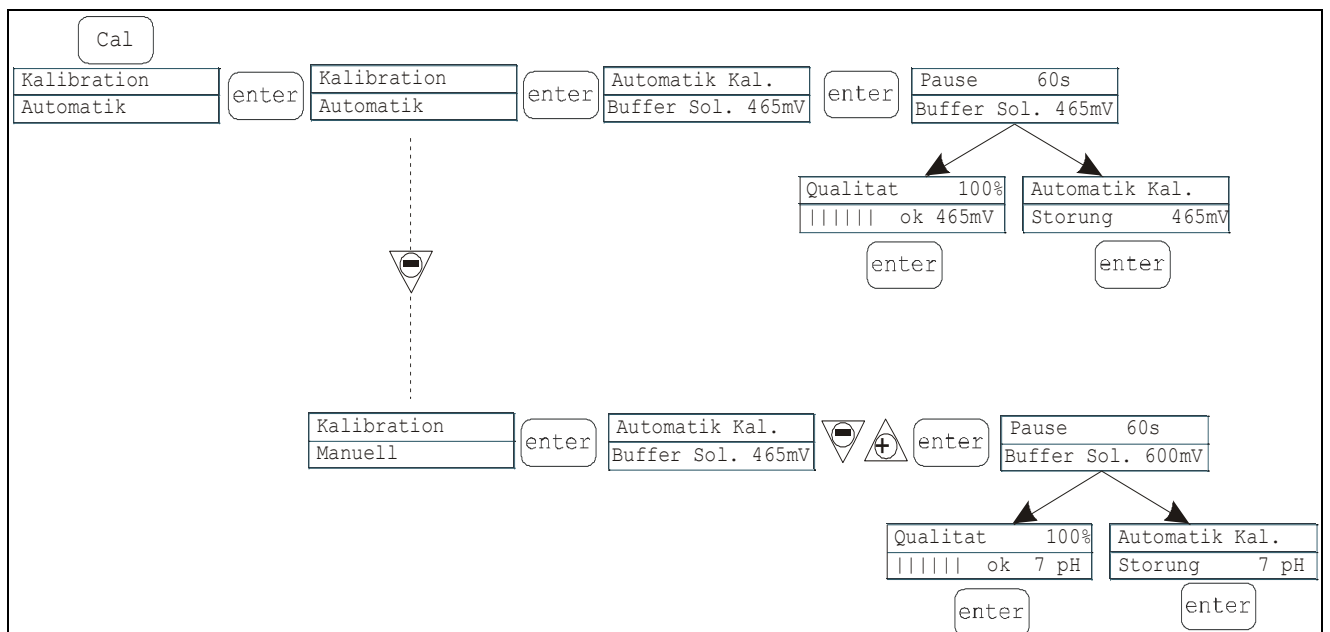 Cal
Kalibration
Automatik
enter
Kalibration
Automatik
enter
Automatik Kal.
Buffer Sol. 465mV
enter
Pause 60s
Buffer Sol. 465mV
Qualitat 100%
|||||| ok 465mV
enter
Automatik Kal.
Storung 465mV
enter
Kalibration
Manuell
enter
Automatik Kal.
Buffer Sol. 465mV
enter
Pause 60s
Buffer Sol. 600mV
Qualitat 100%
|||||| ok 7 pH
enter
Automatik Kal.
Storung 7 pH
enter